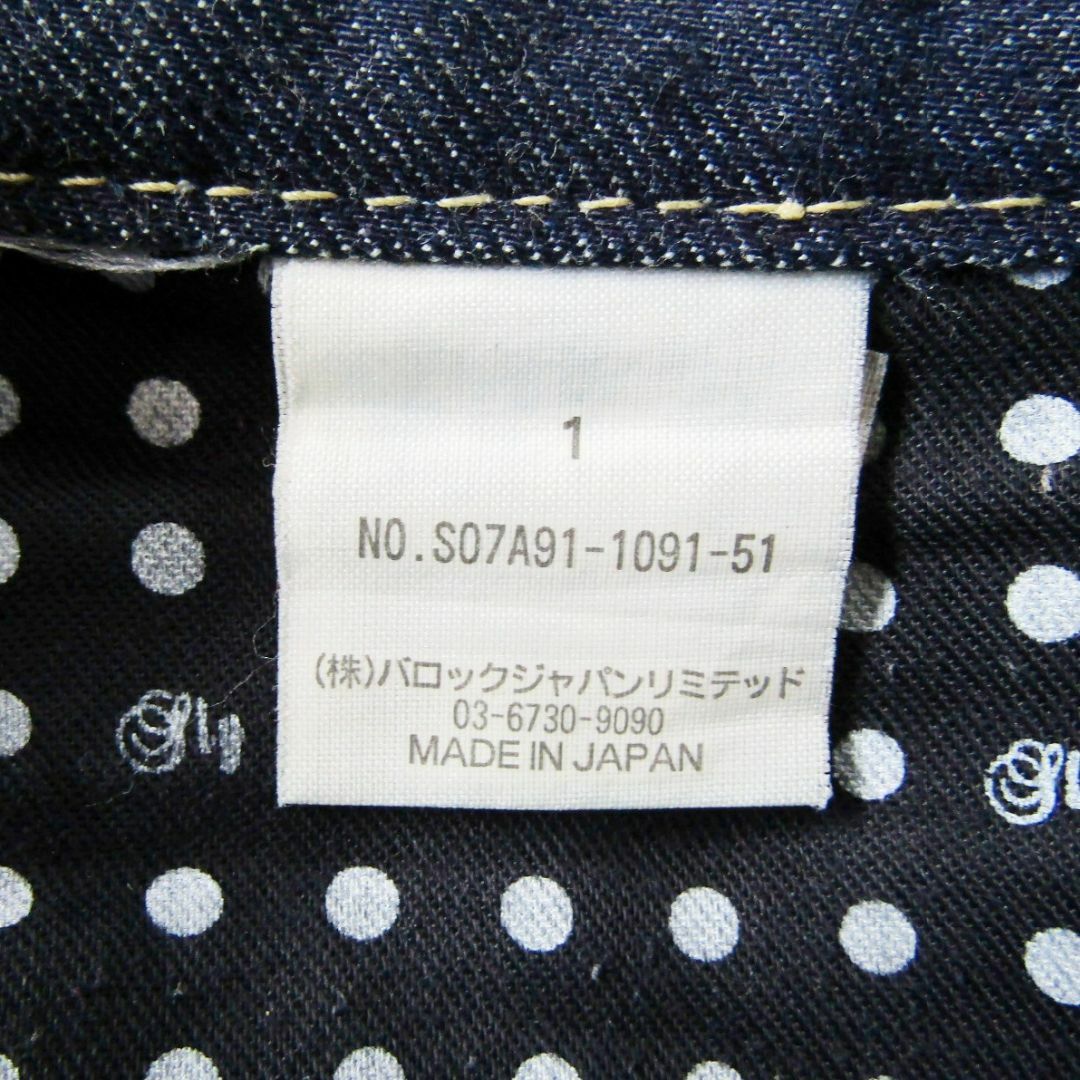 1
NO.S07A91-1091-51
(株)バロックジャパンリミテッド
03-6730-9090
MADE IN JAPAN
sly